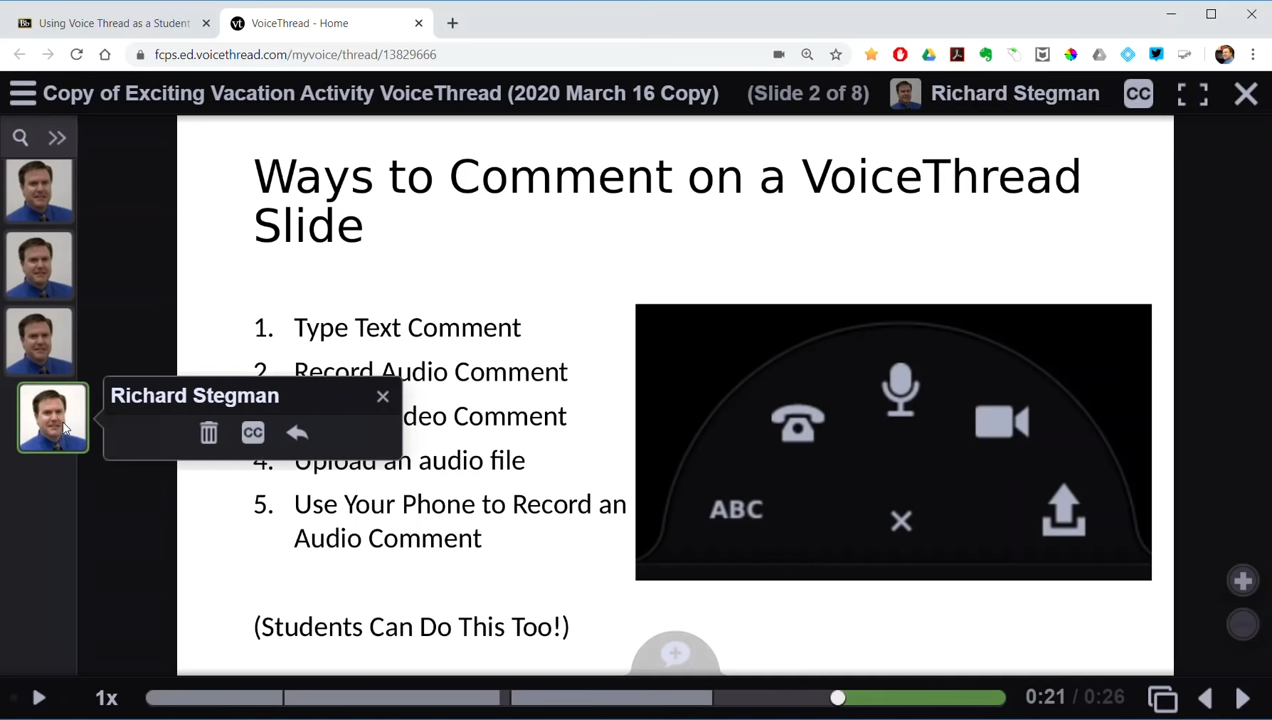 Using Voice Thread as a Student
VoiceThread - Home
fcps.ed.voicethread.com/myvoice/thread/13829666
Copy of Exciting Vacation Activity VoiceThread (2020 March 16 Copy) (Slide 2 of 8) Richard Stegman CC
Ways to Comment on a VoiceThread
Slide
1. Type Text Comment
2. Record Audio Comment
Richard Stegman
deo Comment
CC
4. Upload an audio file
5. Use Your Phone to Record an
Audio Comment
ABC
(Students Can Do This Too!)
1x 0:21 / 0:26